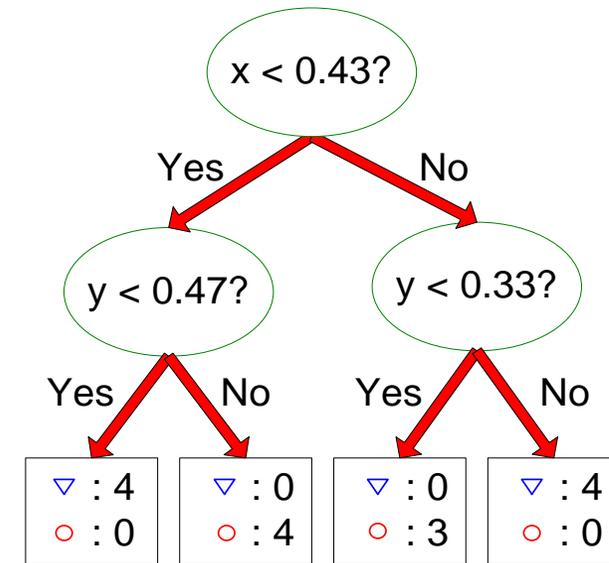 x < 0.43?
Yes
No
y < 0.47?
y < 0.33?
Yes
No
Yes
No
▽ : 4
○ : 0
▽ : 0
○ : 4
▽ : 0
○ : 3
▽ : 4
○ : 0